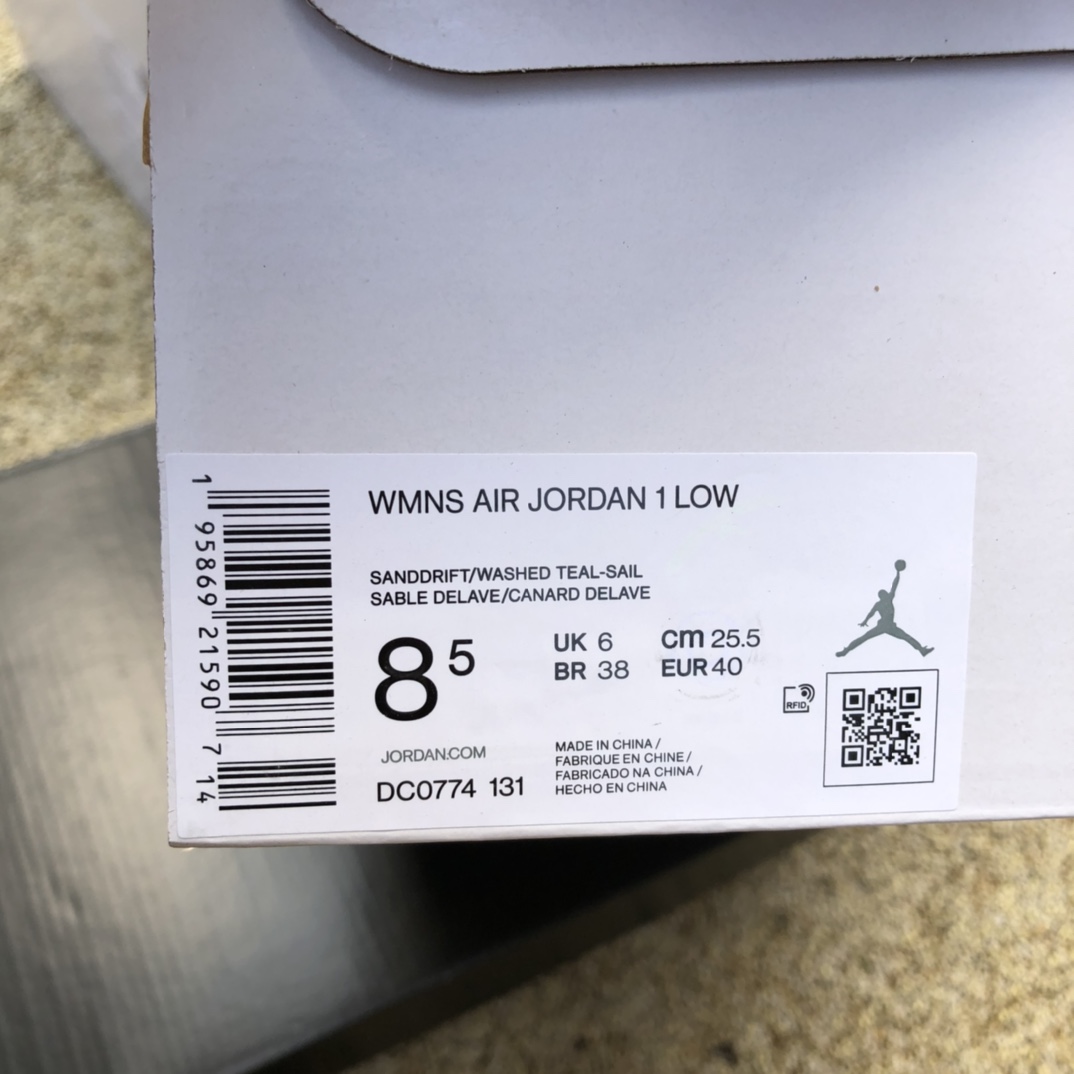 WMNS AIR JORDAN 1 LOW
SANDDRIFT/WASHED TEAL-SAIL
SABLE DELAVE/CANARD DELAVE
8 5
UK 6
BR 38
cm 25.5
EUR 40
RFID
JORDAN.COM
DC0774 131
MADE IN CHINA /
FABRIQUE EN CHINE /
FABRICADO NA CHINA /
HECHO EN CHINA
1 95869 21590 7 14